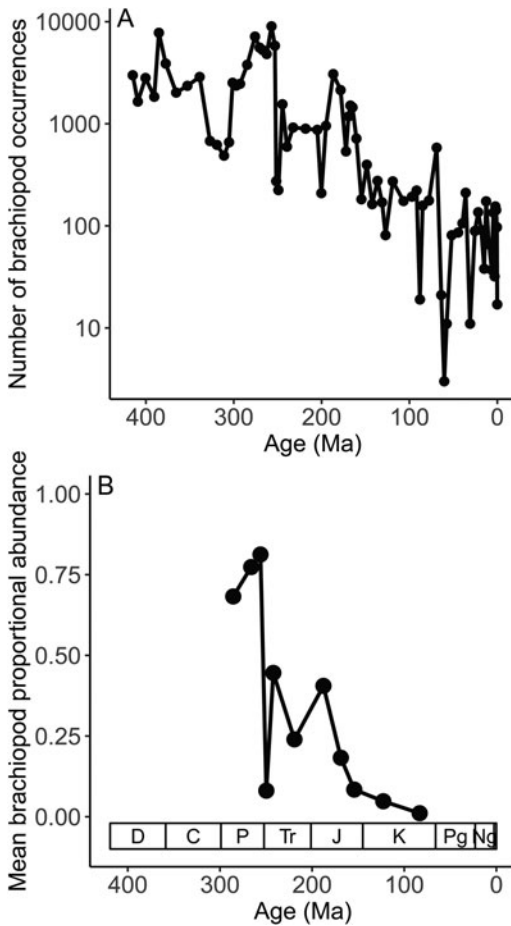 A
Number of brachiopod occurrences
10000
1000
100
10
400 300 200 100 0
Age (Ma)
B
Mean brachiopod proportional abundance
1.00
0.75
0.50
0.25
0.00
D C P Tr J K Pg Ng
400 300 200 100 0
Age (Ma)